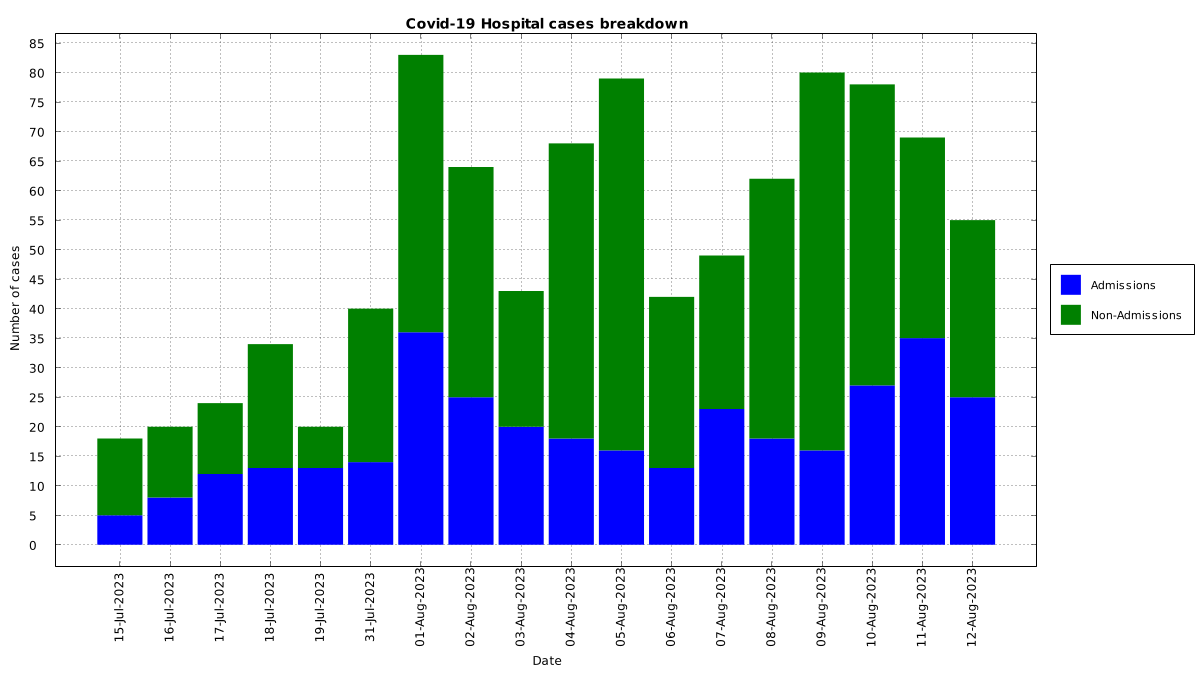 Covid-19 Hospital cases breakdown
Number of cases
85
80
75
70
65
60
55
50
45
40
35
30
25
20
15
10
5
0
15-Jul-2023
16-Jul-2023
17-Jul-2023
18-Jul-2023
19-Jul-2023
31-Jul-2023
01-Aug-2023
02-Aug-2023
03-Aug-2023
04-Aug-2023
05-Aug-2023
06-Aug-2023
07-Aug-2023
08-Aug-2023
09-Aug-2023
10-Aug-2023
11-Aug-2023
12-Aug-2023
Date
Admissions
Non-Admissions